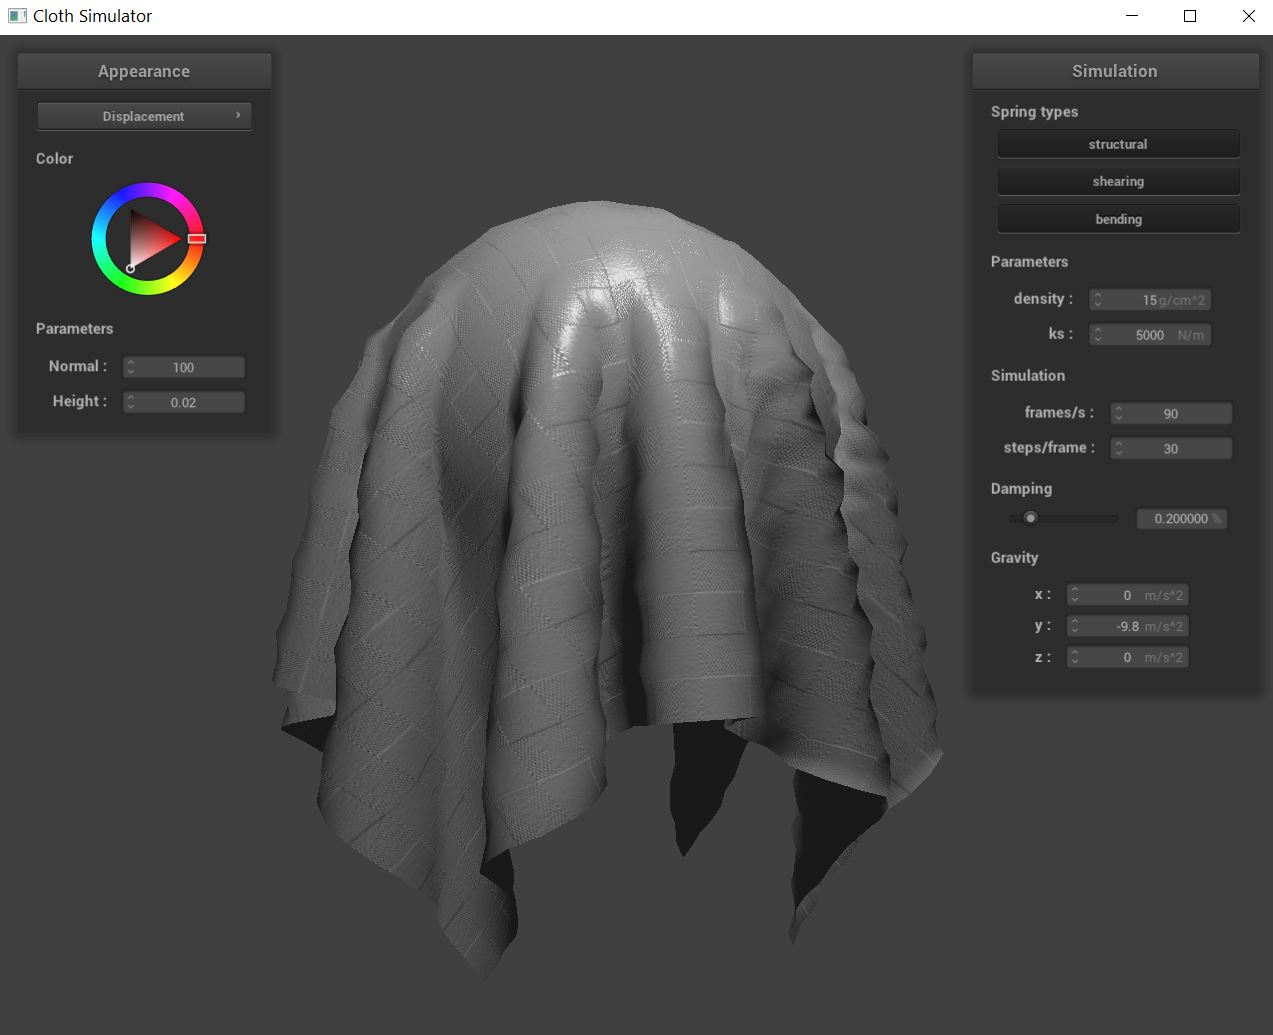 Cloth Simulator
Appearance
Displacement
Color
Parameters
Normal : 100
Height : 0.02
Simulation
Spring types
structural
shearing
bending
Parameters
density : 15 g/cm^2
ks : 5000 N/m
Simulation
frames/s : 90
steps/frame : 30
Damping
0.200000 %
Gravity
x : 0 m/s^2
y : -9.8 m/s^2
z : 0 m/s^2